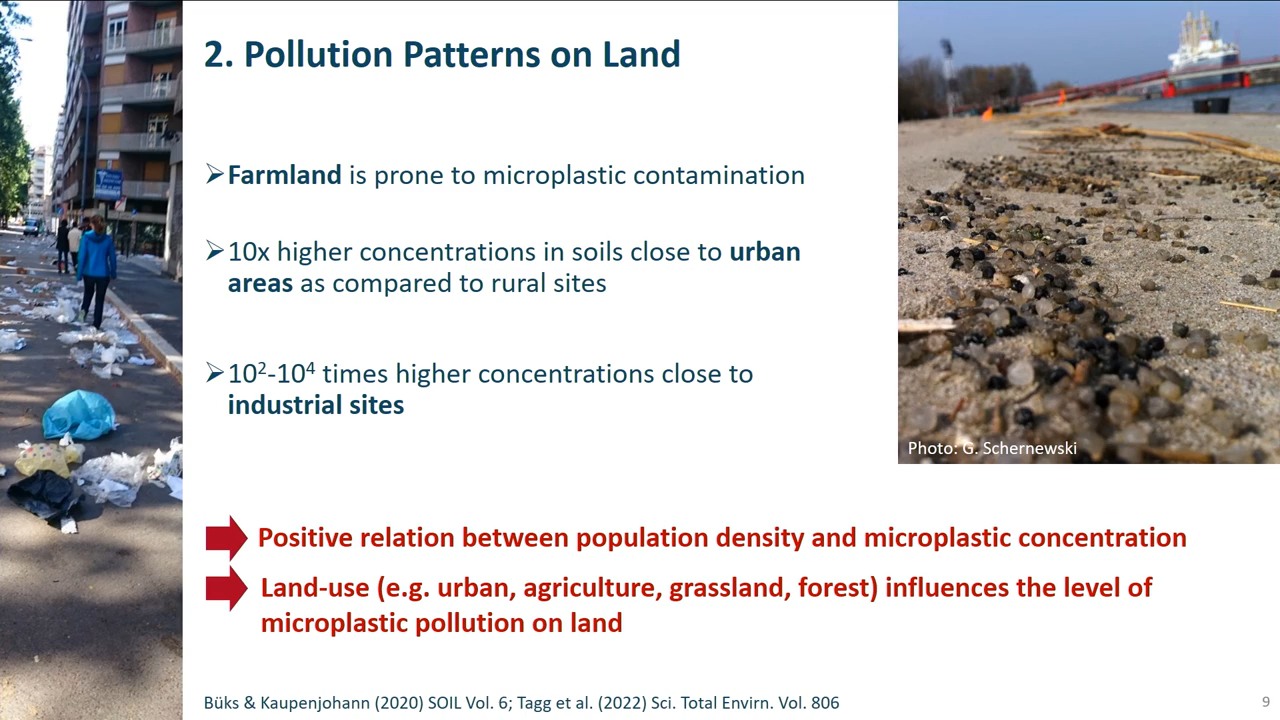 2. Pollution Patterns on Land
➢Farmland is prone to microplastic contamination
➢10x higher concentrations in soils close to urban
areas as compared to rural sites
➢10²-10⁴ times higher concentrations close to
industrial sites
Photo: G. Schernewski
Positive relation between population density and microplastic concentration
Land-use (e.g. urban, agriculture, grassland, forest) influences the level of
microplastic pollution on land
Büks & Kaupenjohann (2020) SOIL Vol. 6; Tagg et al. (2022) Sci. Total Envirn. Vol. 806
9